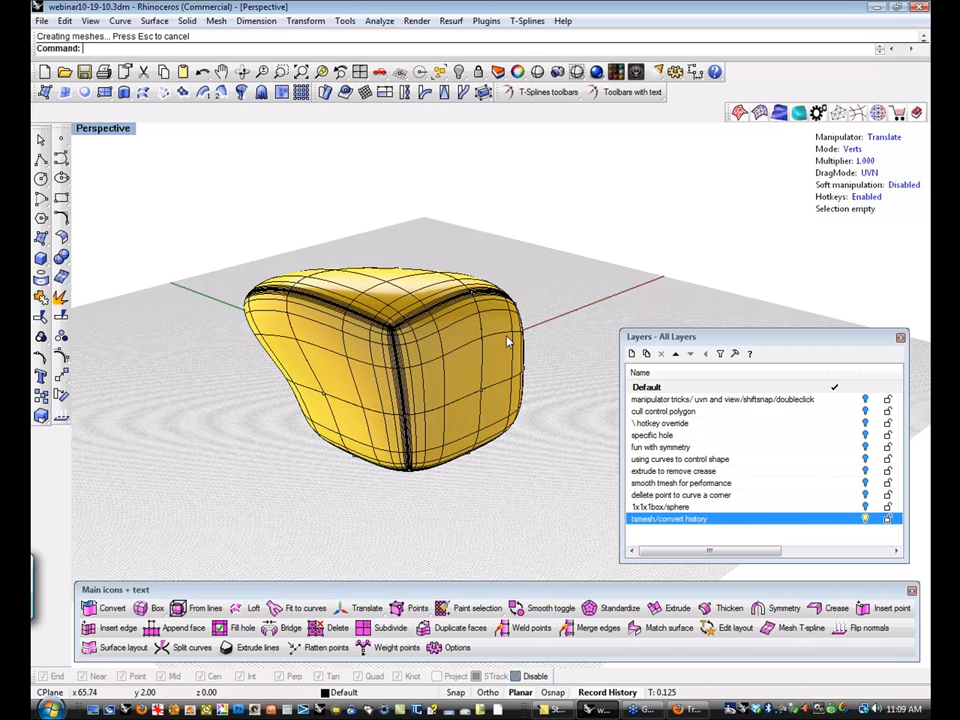 webinar10-19-10.3dm - Rhinoceros (Commercial) - [Perspective]
File Edit View Curve Surface Solid Mesh Dimension Transform Tools Analyze Render Resurf Plugins T-Splines Help
Creating meshes... Press Esc to cancel
Command:
T-Splines toolbars Toolbars with text
Perspective
Manipulator: Translate
Mode: Verts
Multiplier: 1.000
DragMode: UVN
Soft manipulation: Disabled
Hotkeys: Enabled
Selection empty
Layers - All Layers
Name
Default
manipulator tricks/ uvn and view/shiftsnap/doubleclick
cull control polygon
\ hotkey override
specific hole
fun with symmetry
using curves to control shape
extrude to remove crease
smooth tmesh for peformance
dellete point to curve a corner
1x1x1box/sphere
tsmesh/convert history
Main icons + text
Convert Box From lines Loft Fit to curves Translate Points Paint selection Smooth toggle Standardize Extrude Thicken Symmetry Crease Insert point
Insert edge Append face Fill hole Bridge Delete Subdivide Duplicate faces Weld points Merge edges Match surface Edit layout Mesh T-spline Flip normals
Surface layout Split curves Extrude lines Flatten points Weight points Options
End Near Point Mid Cen Int Perp Tan Quad Knot Project STrack Disable
CPlane x 65.74 y 2.00 z 0.00 Default Snap Ortho Planar Osnap Record History T: 0.125
St... w... G... Tr... 11:09 AM